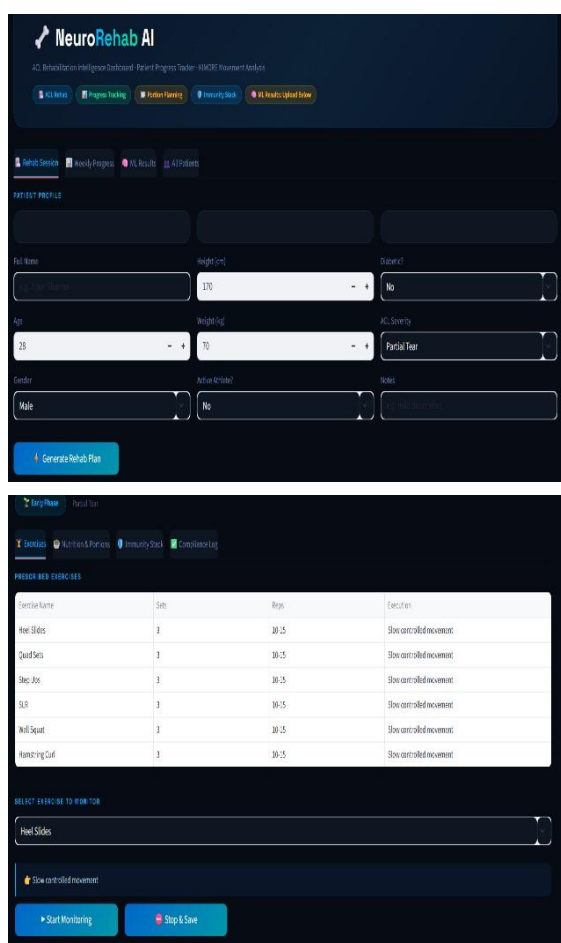 NeuroRehab AI
ACL Rehabilitation Intelligence Dashboard · Patient Progress Tracker · KIMORE Movement Analysis
ACL Rehab Progress Tracking Portion Planning Immunity Stack ML Results Upload Below
Rehab Session Weekly Progress ML Results All Patients
PATIENT PROFILE
Full Name Height (cm) Diabetic?
170 - + No
Age Weight (kg) ACL Severity
28 - + 70 - + Partial Tear
Gender Active Athlete? Notes
Male No
Generate Rehab Plan
Early Phase Partial Tear
Exercises Nutrition & Portions Immunity Stack Compliance Log
PRESCRIBED EXERCISES
Exercise Name Sets Reps Execution
Heel Slides 3 10-15 Slow controlled movement
Quad Sets 3 10-15 Slow controlled movement
Step Ups 3 10-15 Slow controlled movement
SLR 3 10-15 Slow controlled movement
Wall Squat 3 10-15 Slow controlled movement
Hamstring Curl 3 10-15 Slow controlled movement
SELECT EXERCISE TO MONITOR
Heel Slides
Slow controlled movement
Start Monitoring Stop & Save